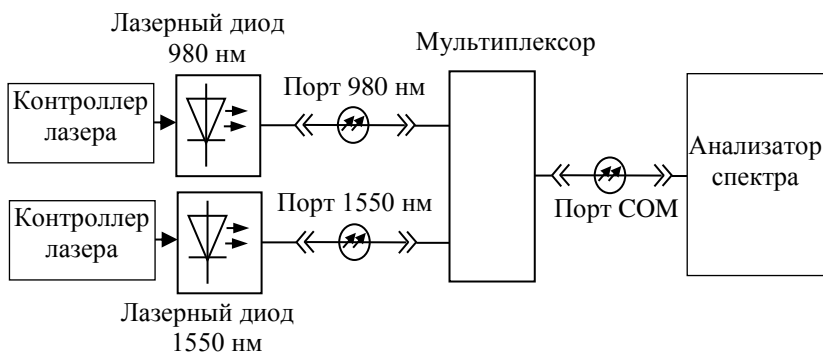 Лазерный диод
980 нм
Мультиплексор
Контроллер
лазера
Порт 980 нм
Анализатор
спектра
Контроллер
лазера
Порт 1550 нм
Порт COM
Лазерный диод
1550 нм